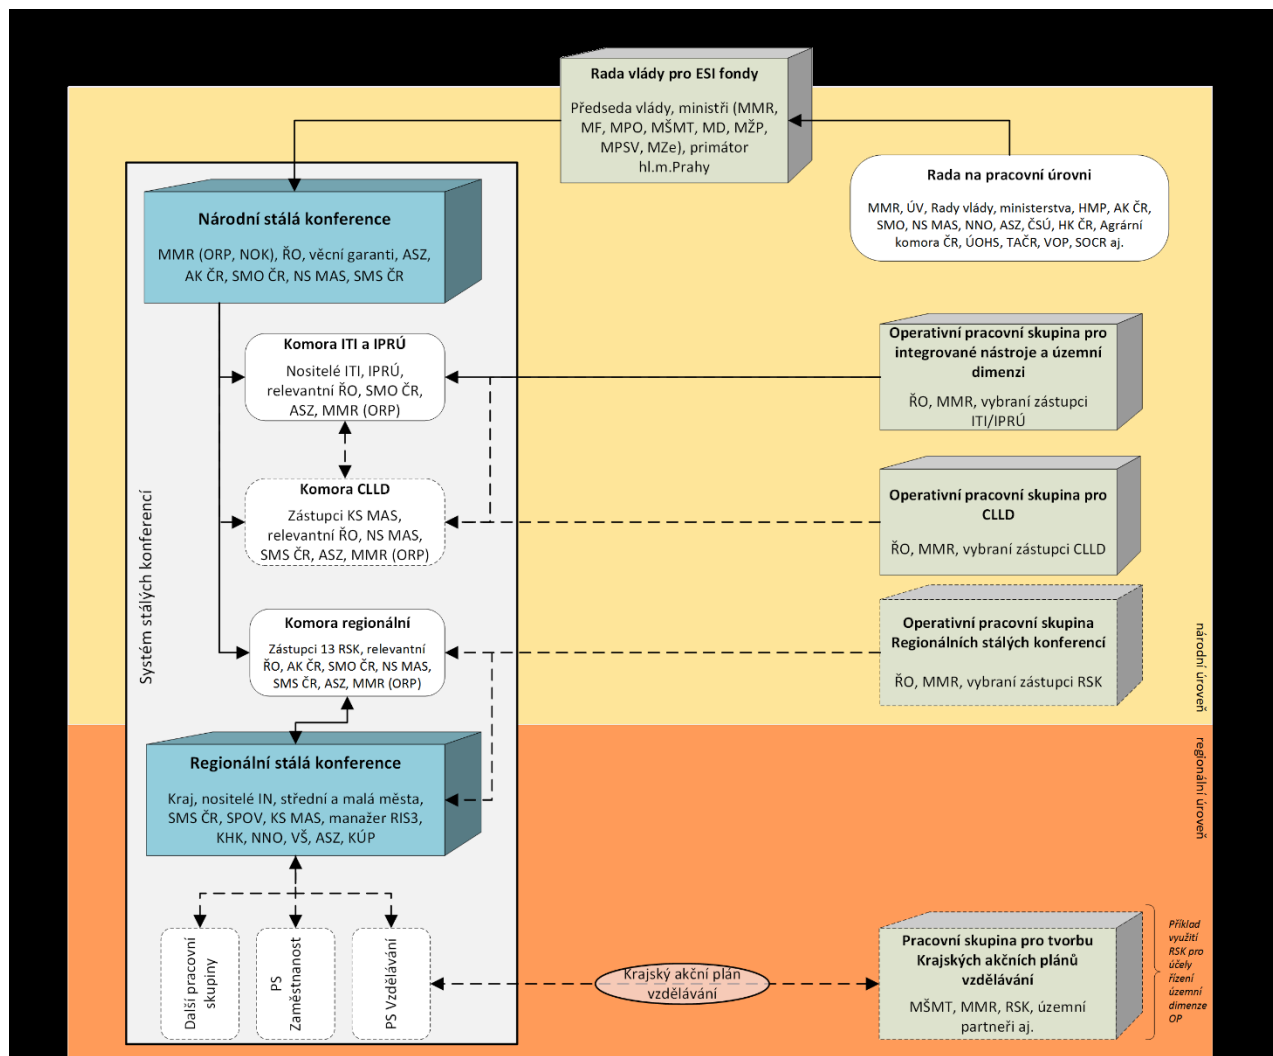 Rada vlády pro ESI fondy
Předseda vlády, ministři (MMR,
MF, MPO, MŠMT, MD, MŽP,
MPSV, MZe), primátor
hl.m.Prahy
Rada na pracovní úrovni
MMR, ÚV, Rady vlády, ministerstva, HMP, AK ČR,
SMO, NS MAS, NNO, ASZ, ČSÚ, HK ČR, Agrární
komora ČR, ÚOHS, TAČR, VOP, SOCR aj.
Systém stálých konferencí
Národní stálá konference
MMR (ORP, NOK), ŘO, věcní garanti, ASZ,
AK ČR, SMO ČR, NS MAS, SMS ČR
Komora ITI a IPRÚ
Nositelé ITI, IPRÚ,
relevantní ŘO, SMO ČR,
ASZ, MMR (ORP)
Operativní pracovní skupina pro
integrované nástroje a územní
dimenzi
ŘO, MMR, vybraní zástupci
ITI/IPRÚ
Komora CLLD
Zástupci KS MAS,
relevantní ŘO, NS MAS,
SMS ČR, ASZ, MMR (ORP)
Operativní pracovní skupina pro
CLLD
ŘO, MMR, vybraní zástupci CLLD
Komora regionální
Zástupci 13 RSK, relevantní
ŘO, AK ČR, SMO ČR, NS MAS,
SMS ČR, ASZ, MMR (ORP)
Operativní pracovní skupina
Regionálních stálých konferencí
ŘO, MMR, vybraní zástupci RSK
národní úroveň
regionální úroveň
Regionální stálá konference
Kraj, nositelé IN, střední a malá města,
SMS ČR, SPOV, KS MAS, manažer RIS3,
KHK, NNO, VŠ, ASZ, KÚP
Další pracovní
skupiny
PS
Zaměstnanost
PS Vzdělávání
Krajský akční plán
vzdělávání
Pracovní skupina pro tvorbu
Krajských akčních plánů
vzdělávání
MŠMT, MMR, RSK, územní
partneři aj.
Příklad
využití
RSK pro
účely
řízení
územní
dimenze
OP